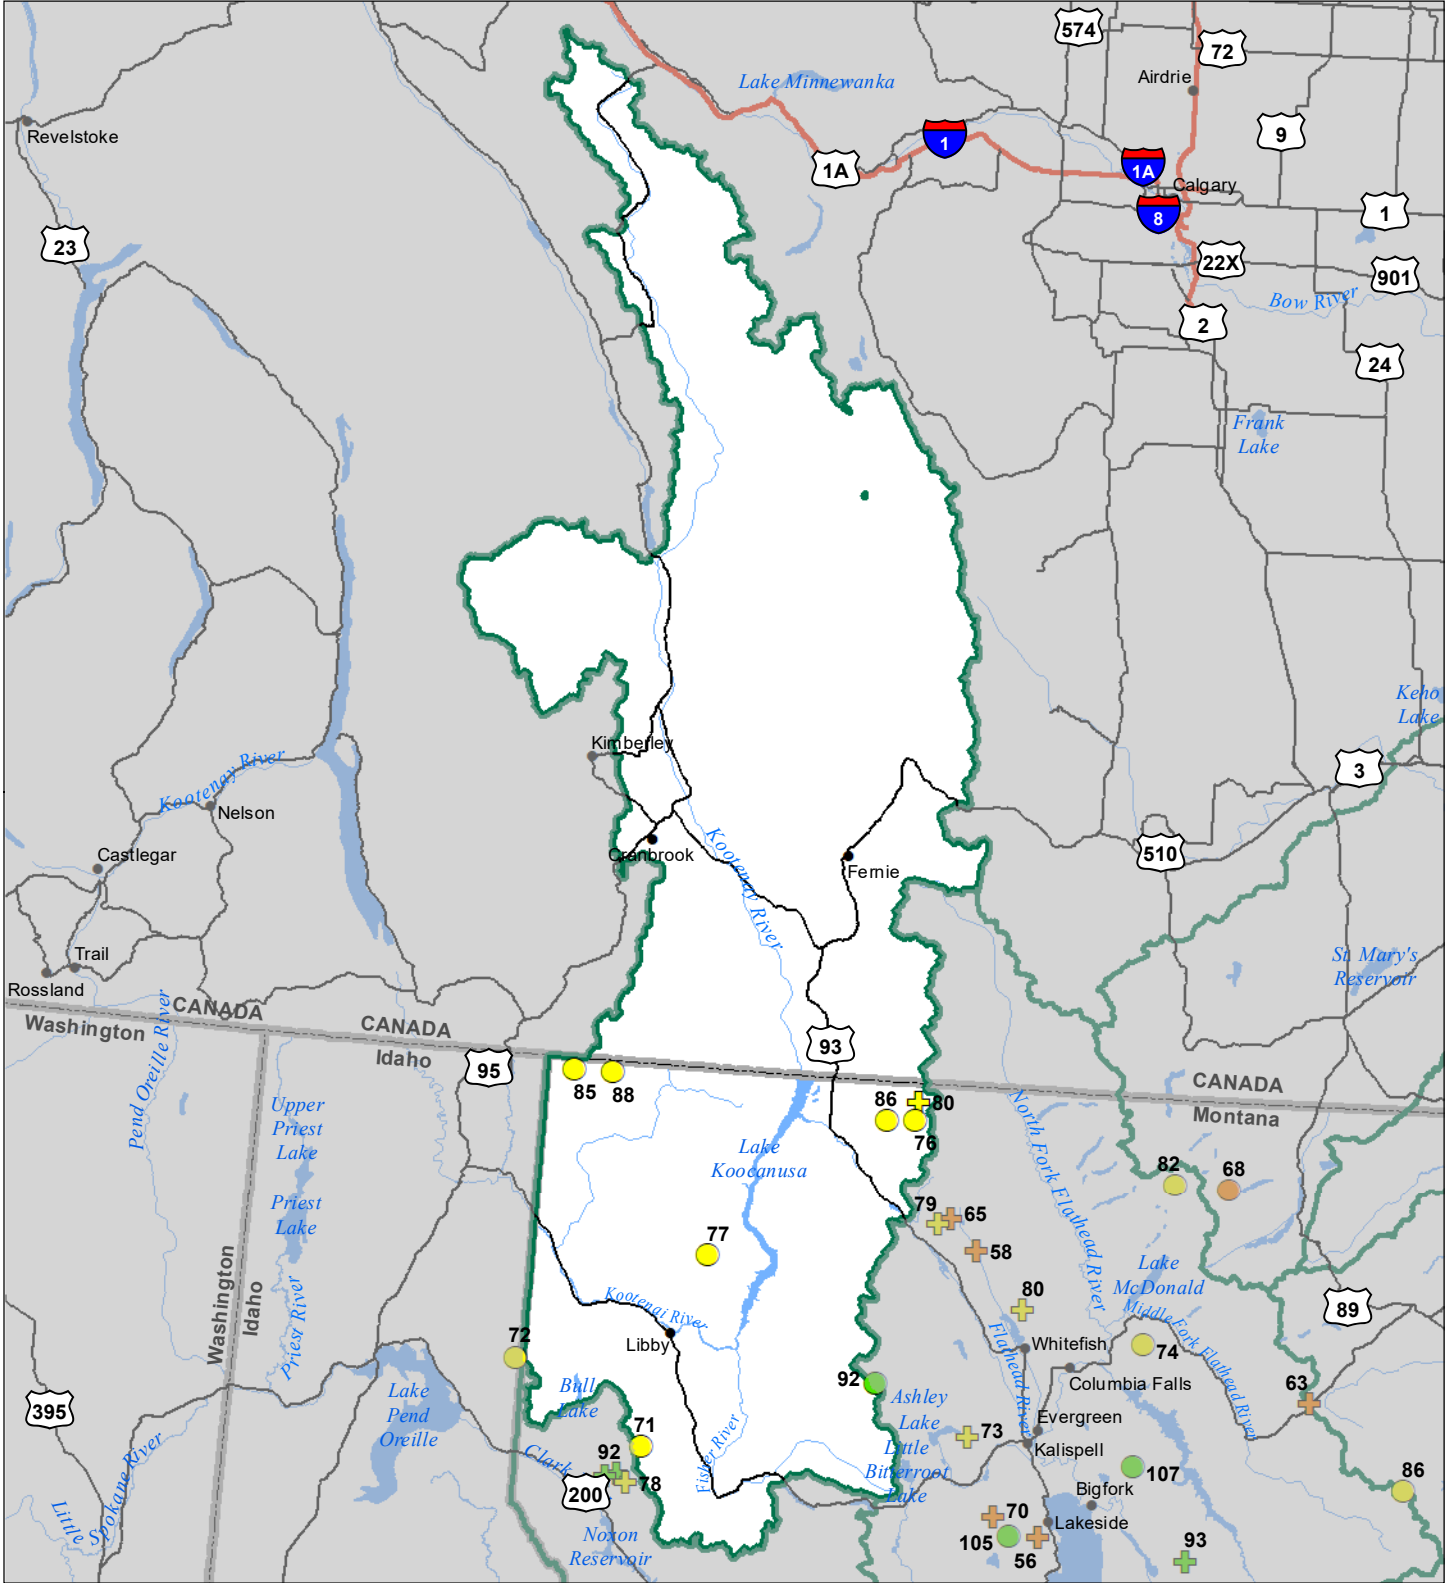 574
72
Airdrie
Lake Minnewanka
9
Revelstoke
1
1A
1A
Calgary
8
1
23
22X
901
Bow River
2
24
Frank
Lake
Keho
Lake
Kimberley
3
Kootenay River
Nelson
Kootenay River
Cranbrook
Castlegar
510
Fernie
Trail
Rossland
St. Mary's
Reservoir
CANADA
Washington
CANADA
Idaho
93
95
85
88
CANADA
Montana
86
80
76
Pend Oreille River
Upper
Priest
Lake
North Fork Flathead River
Lake
Koocanusa
82
68
Priest
Lake
79
65
58
77
Washington
Idaho
Priest River
Lake
McDonald
80
Kootenai River
Middle Fork Flathead River
89
72
Libby
Flathead River
Whitefish
74
Columbia Falls
92
Bull
Lake
Ashley
Lake
63
395
Lake
Pend
Oreille
71
73
Evergreen
Kalispell
Little
Bitterroot
Lake
Clark
92
78
Fisher River
107
86
200
Bigfork
Little Spokane River
70
Lakeside
Noxon
Reservoir
105
56
93